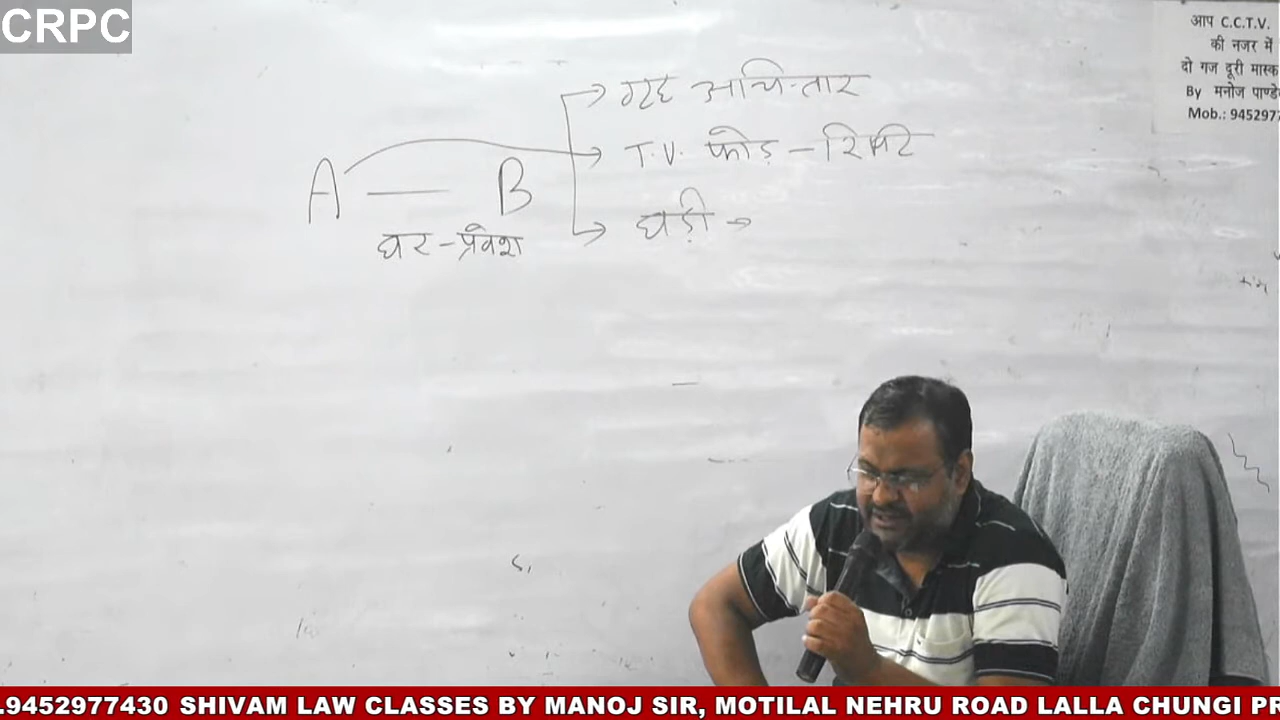 CRPC
आप C.C.T.V.
की नजर में
दो गज दूरी मास्क
By मनोज पाण्डे
Mob.: 945297
गृह अतिचार
T.V. फोड़ – रिष्टि
A — B
घड़ी →
घर-प्रवेश
.9452977430 SHIVAM LAW CLASSES BY MANOJ SIR, MOTILAL NEHRU ROAD LALLA CHUNGI PR